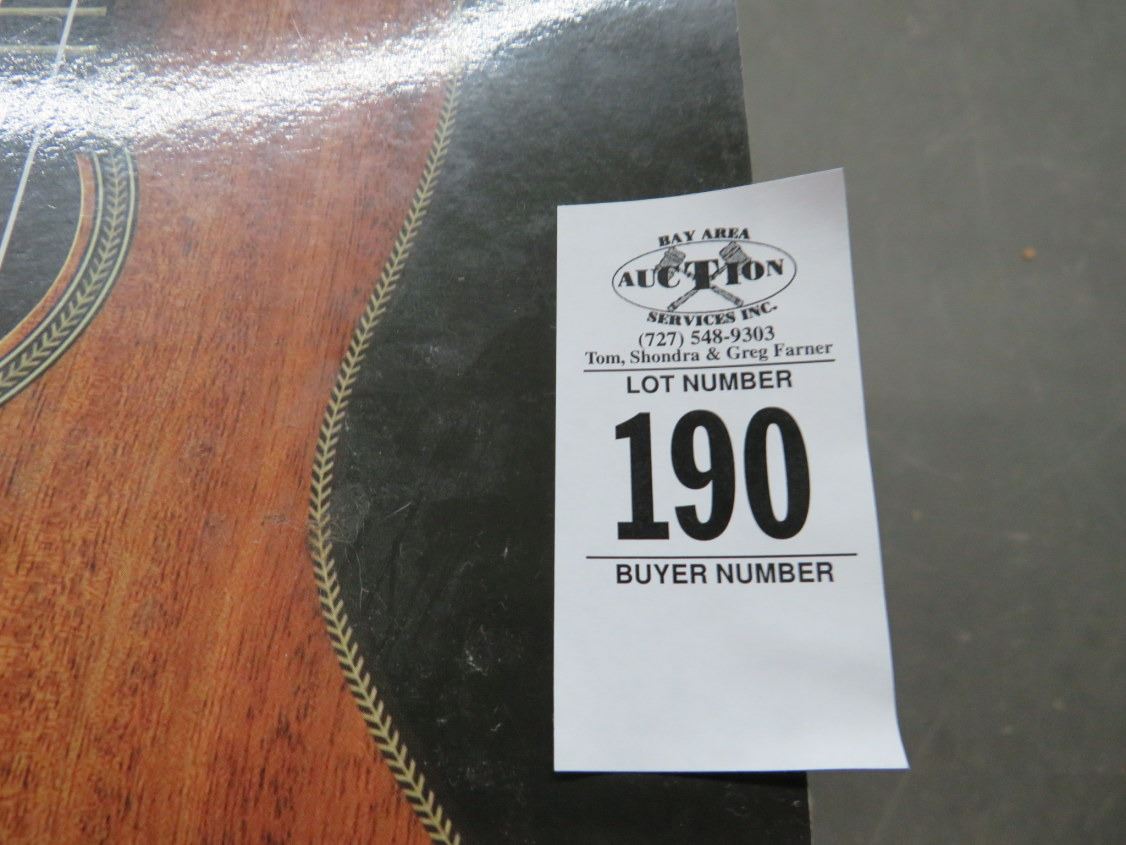 BAY AREA
AUCTION
SERVICES INC.
(727) 548-9303
Tom, Shondra & Greg Farner
LOT NUMBER
190
BUYER NUMBER